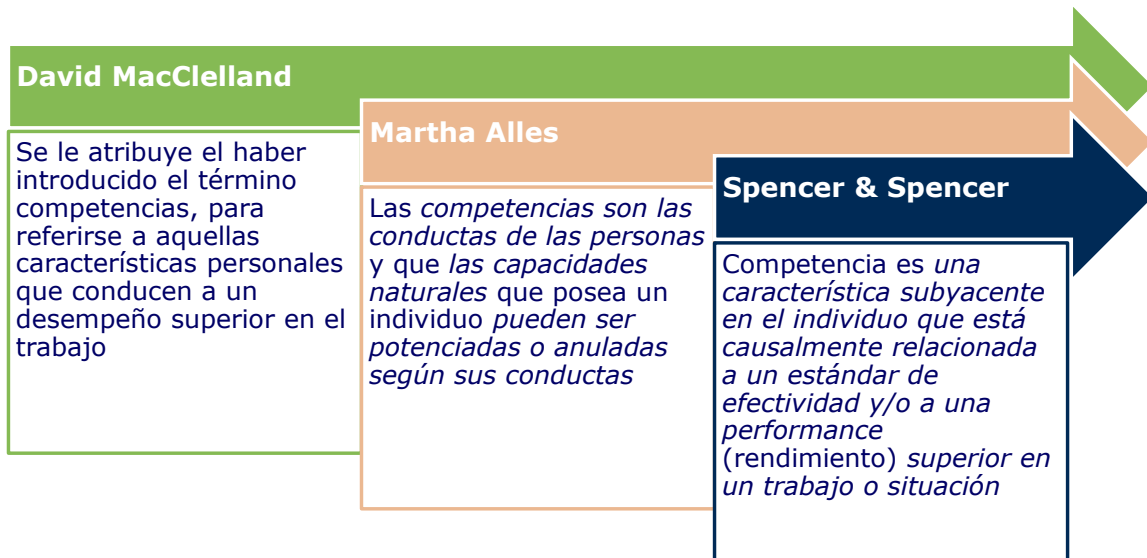 David MacClelland
Se le atribuye el haber
introducido el término
competencias, para
referirse a aquellas
características personales
que conducen a un
desempeño superior en el
trabajo
Martha Alles
Las competencias son las
conductas de las personas
y que las capacidades
naturales que posea un
individuo pueden ser
potenciadas o anuladas
según sus conductas
Spencer & Spencer
Competencia es una
característica subyacente
en el individuo que está
causalmente relacionada
a un estándar de
efectividad y/o a una
performance
(rendimiento) superior en
un trabajo o situación